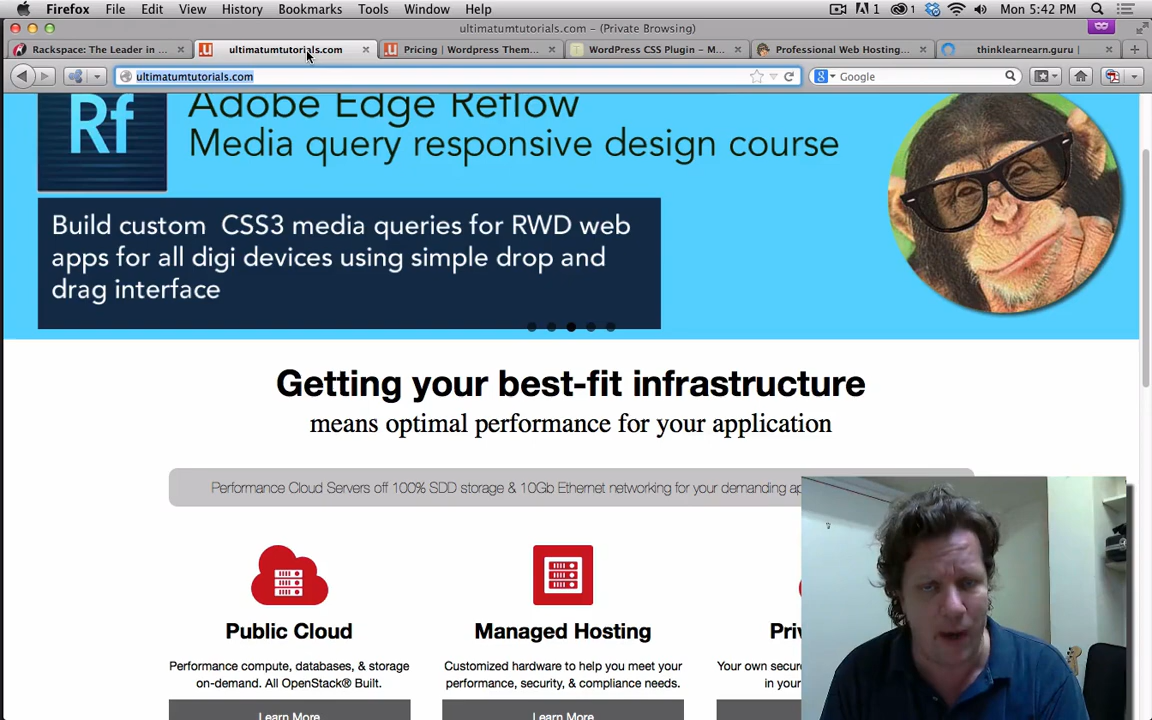 Firefox File Edit View History Bookmarks Tools Window Help 1 1 Mon 5:42 PM
ultimatumtutorials.com – (Private Browsing)
Rackspace: The Leader in ... ultimatumtutorials.com Pricing | Wordpress Them... WordPress CSS Plugin – M... Professional Web Hosting... thinklearnearn.guru |
ultimatumtutorials.com Google
Rf
Adobe Edge Reflow
Media query responsive design course
Build custom CSS3 media queries for RWD web
apps for all digi devices using simple drop and
drag interface
Getting your best-fit infrastructure
means optimal performance for your application
Performance Cloud Servers off 100% SDD storage & 10Gb Ethernet networking for your demanding
Public Cloud Managed Hosting
Performance compute, databases, & storage
on-demand. All OpenStack® Built.
Customized hardware to help you meet your
performance, security, & compliance needs.
Your own
in your
Learn More Learn More